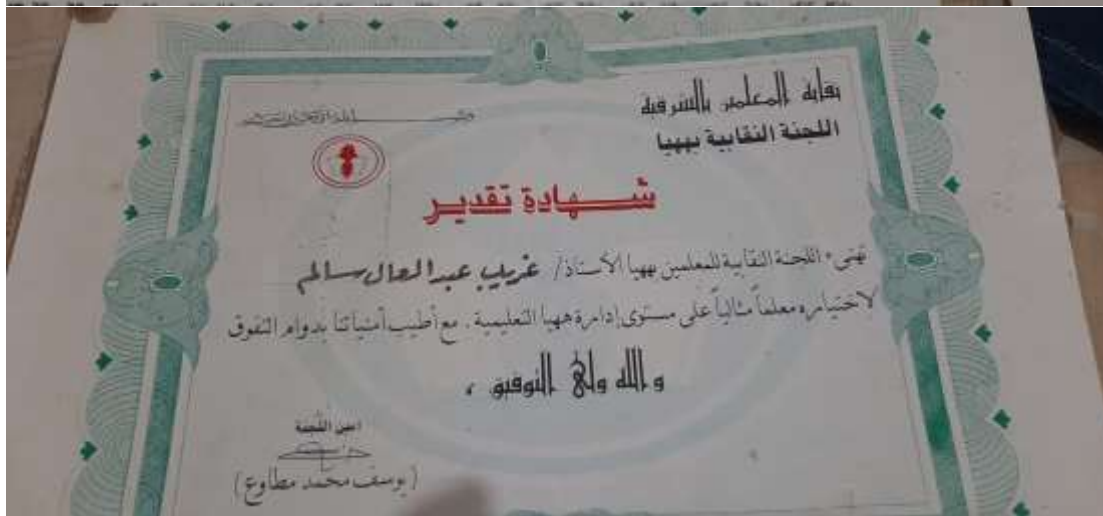 نقابة المعلمين بالشرقية
اللجنة النقابية بههيا
شهادة تقدير
تهنىء اللجنة النقابية للمعلمين بههيا الأستاذ / غريب عبد العال سالم
لاختياره معلماً مثالياً على مستوى إدارة ههيا التعليمية . مع أطيب أمنياتنا بدوام التفوق
والله ولى التوفيق ،
أمين اللجنة
( يوسف محمد مطاوع )